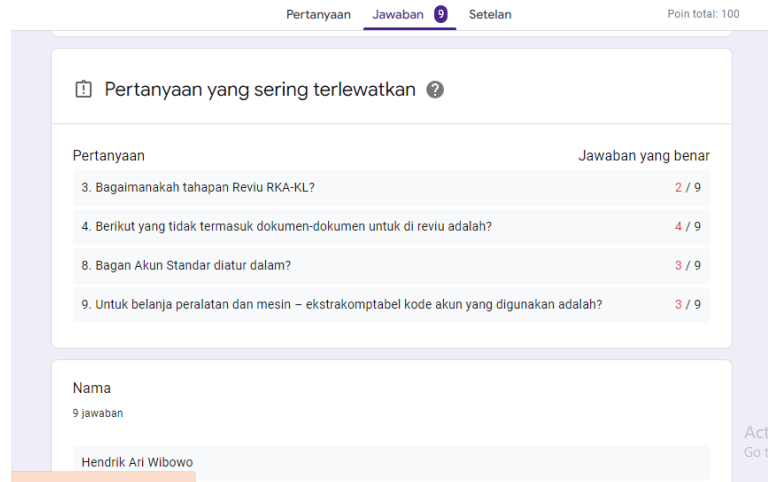 Pertanyaan Jawaban 9 Setelan Poin total: 100
Pertanyaan yang sering terlewatkan ?
Pertanyaan Jawaban yang benar
3. Bagaimanakah tahapan Reviu RKA-KL? 2 / 9
4. Berikut yang tidak termasuk dokumen-dokumen untuk di reviu adalah? 4 / 9
8. Bagan Akun Standar diatur dalam? 3 / 9
9. Untuk belanja peralatan dan mesin – ekstrakomptabel kode akun yang digunakan adalah? 3 / 9
Nama
9 jawaban
Hendrik Ari Wibowo
Act
Go t